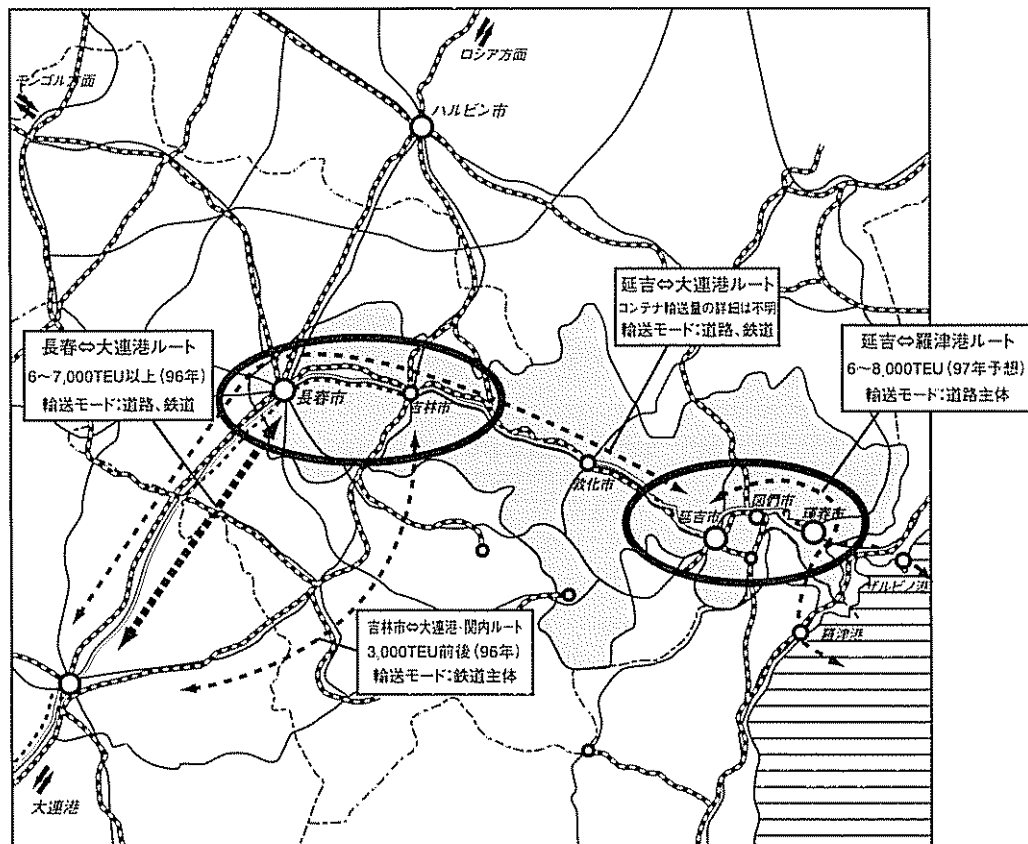 ロシア方面
モンゴル方面
ハルビン市
延吉⇔大連港ルート
コンテナ輸送量の詳細は不明
輸送モード:道路、鉄道
長春⇔大連港ルート
6～7,000TEU以上(96年)
輸送モード:道路、鉄道
延吉⇔羅津港ルート
6～8,000TEU(97年予想)
輸送モード:道路主体
長春市
吉林市
敦化市
延吉市
図們市
琿春市
ザルビノ港
羅津港
吉林市⇔大連港・関内ルート
3,000TEU前後(96年)
輸送モード:鉄道主体
大連港